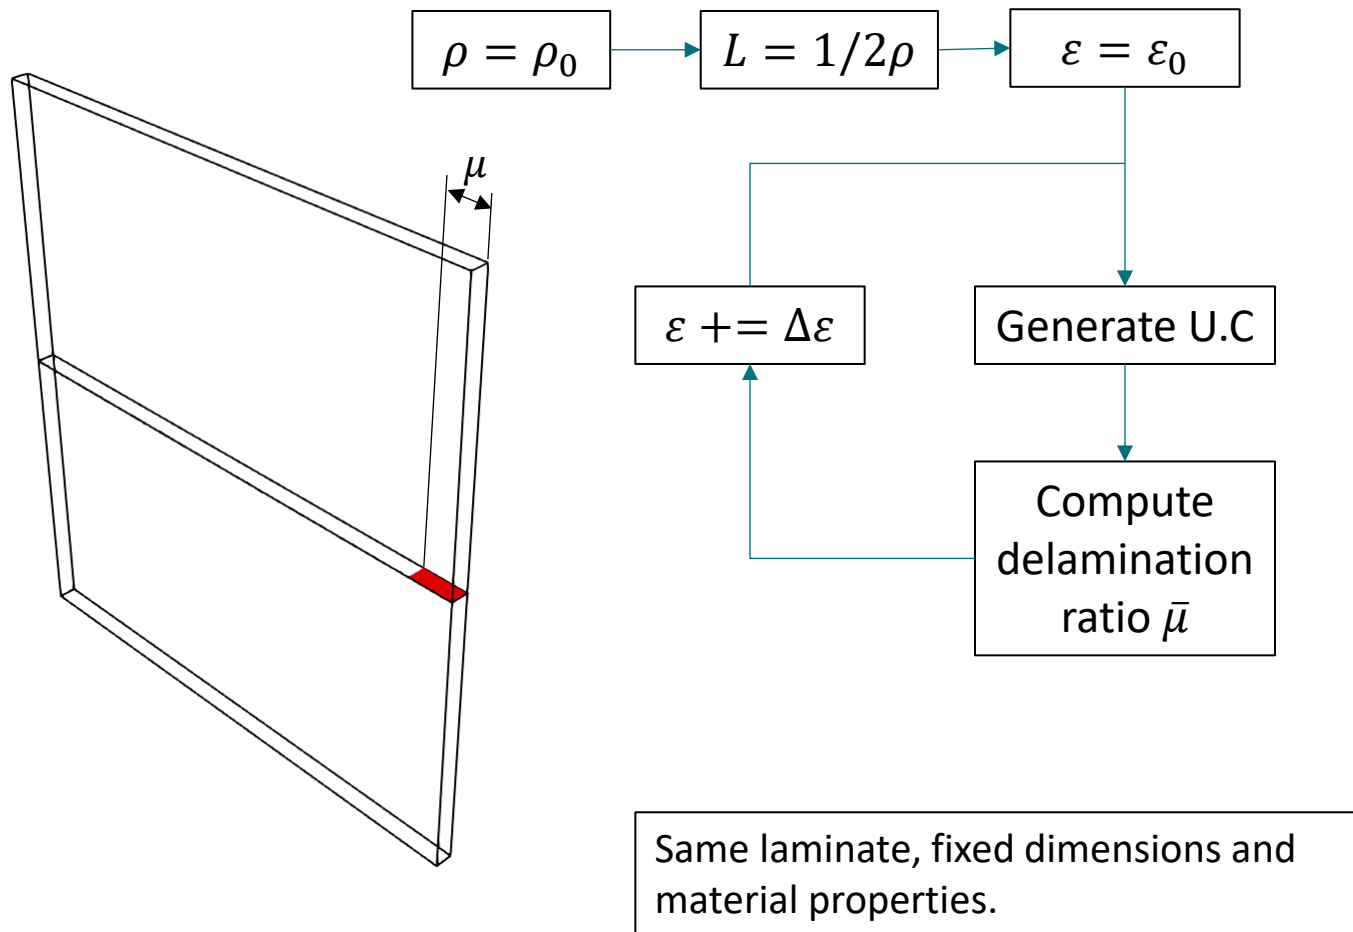 ρ = ρ₀
L = 1/2ρ
ε = ε₀
μ
ε += Δε
Generate U.C
Compute
delamination
ratio μ̄
Same laminate, fixed dimensions and
material properties.